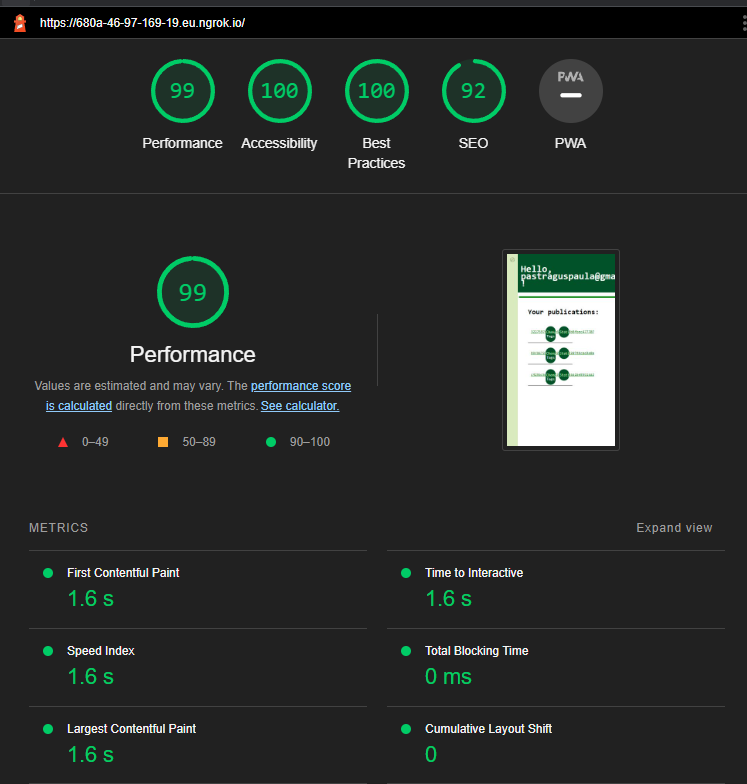 https://680a-46-97-169-19.eu.ngrok.io/
99
100
100
92
PWA
Performance
Accessibility
Best
Practices
SEO
PWA
99
Performance
Values are estimated and may vary. The performance score
is calculated directly from these metrics. See calculator.
0–49
50–89
90–100
Hello,
pastraguspaula@gma
!
Your publications:
METRICS
Expand view
First Contentful Paint
1.6 s
Time to Interactive
1.6 s
Speed Index
1.6 s
Total Blocking Time
0 ms
Largest Contentful Paint
1.6 s
Cumulative Layout Shift
0